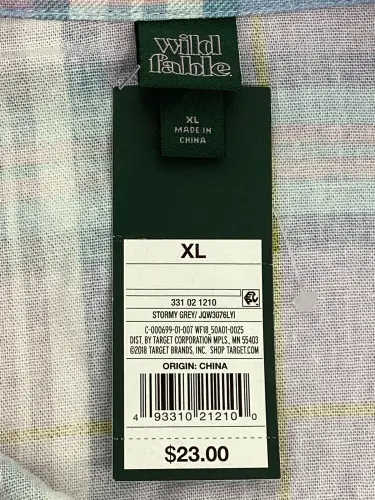 wild
fable
XL
MADE IN
CHINA
XL
331 02 1210
STORMY GREY/ JQW3076LYI
C-000699-01-007 WF18_50A01-0025
DIST. BY TARGET CORPORATION MPLS., MN 55403
©2018 TARGET BRANDS, INC. SHOP TARGET.COM
ORIGIN: CHINA
4 93310 21210 0
$23.00